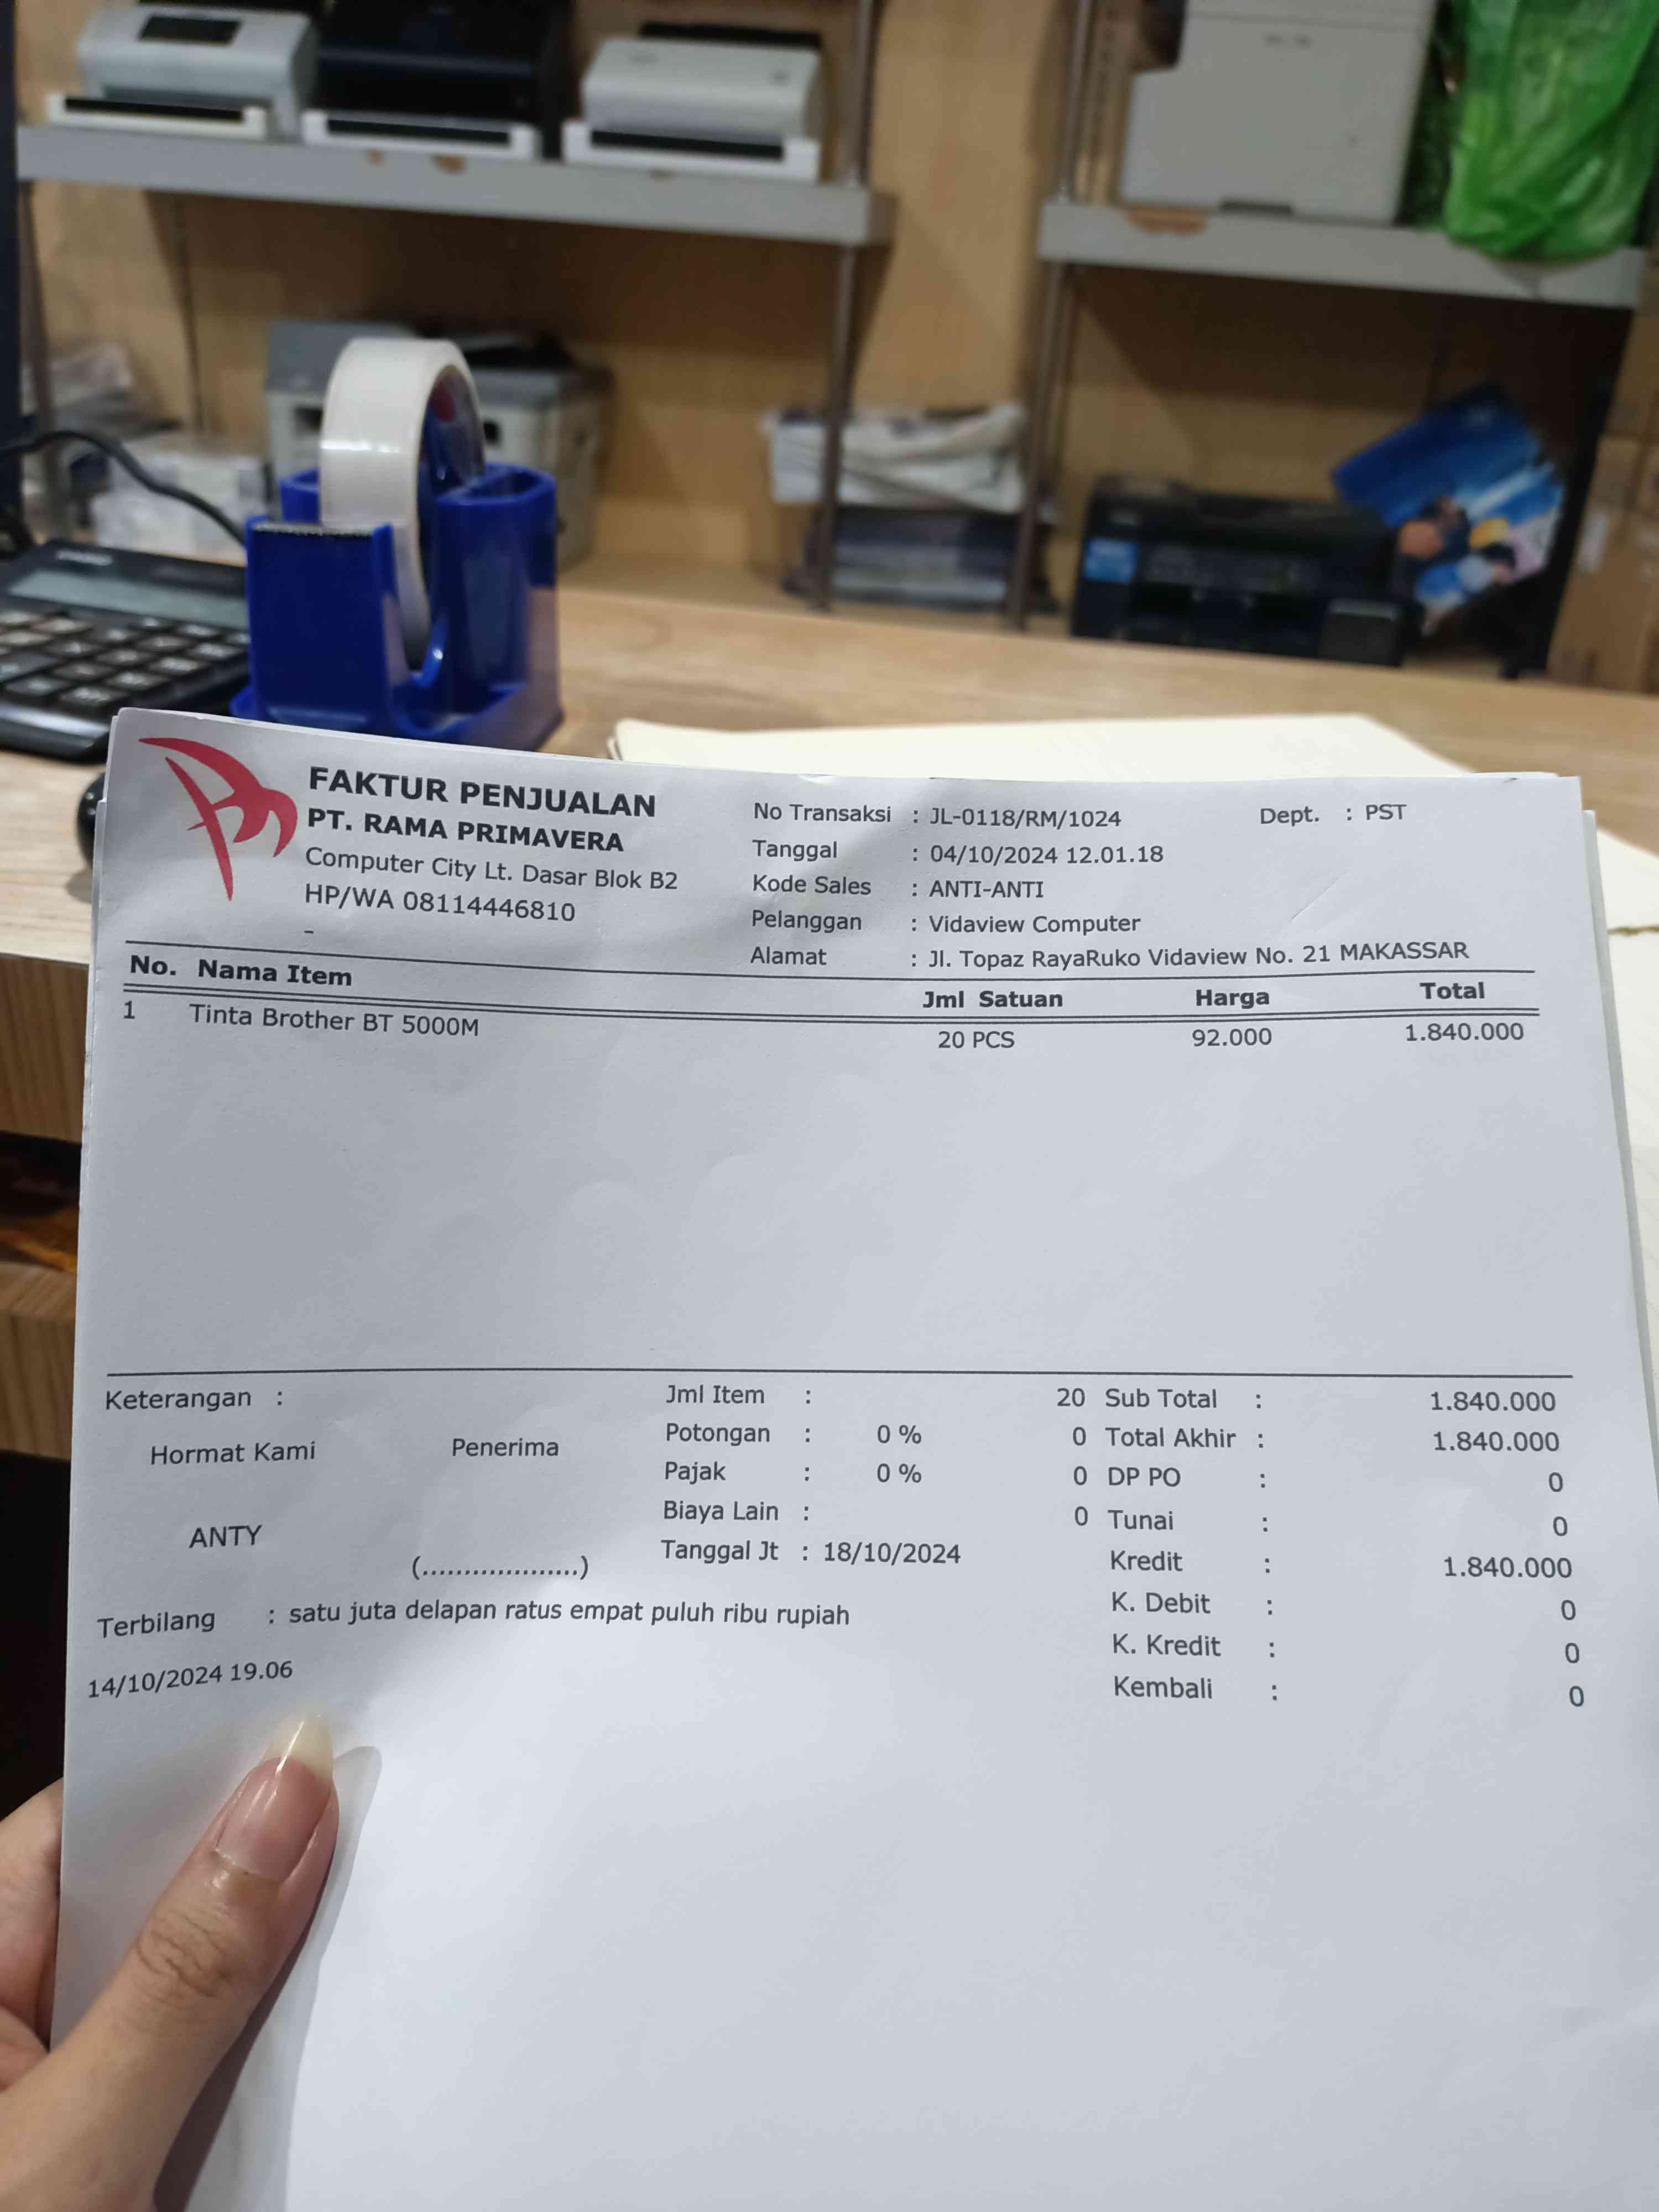 FAKTUR PENJUALAN
PT. RAMA PRIMAVERA
Computer City Lt. Dasar Blok B2
HP/WA 08114446810
-
No Transaksi : JL-0118/RM/1024 Dept. : PST
Tanggal : 04/10/2024 12.01.18
Kode Sales : ANTI-ANTI
Pelanggan : Vidaview Computer
Alamat : Jl. Topaz RayaRuko Vidaview No. 21 MAKASSAR
No. Nama Item Jml Satuan Harga Total
1 Tinta Brother BT 5000M 20 PCS 92.000 1.840.000
Keterangan :
Hormat Kami Penerima
ANTY
(...................)
Jml Item : 20
Potongan : 0 % 0
Pajak : 0 % 0
Biaya Lain : 0
Tanggal Jt : 18/10/2024
Sub Total : 1.840.000
Total Akhir : 1.840.000
DP PO : 0
Tunai : 0
Kredit : 1.840.000
K. Debit : 0
K. Kredit : 0
Kembali : 0
Terbilang : satu juta delapan ratus empat puluh ribu rupiah
14/10/2024 19.06